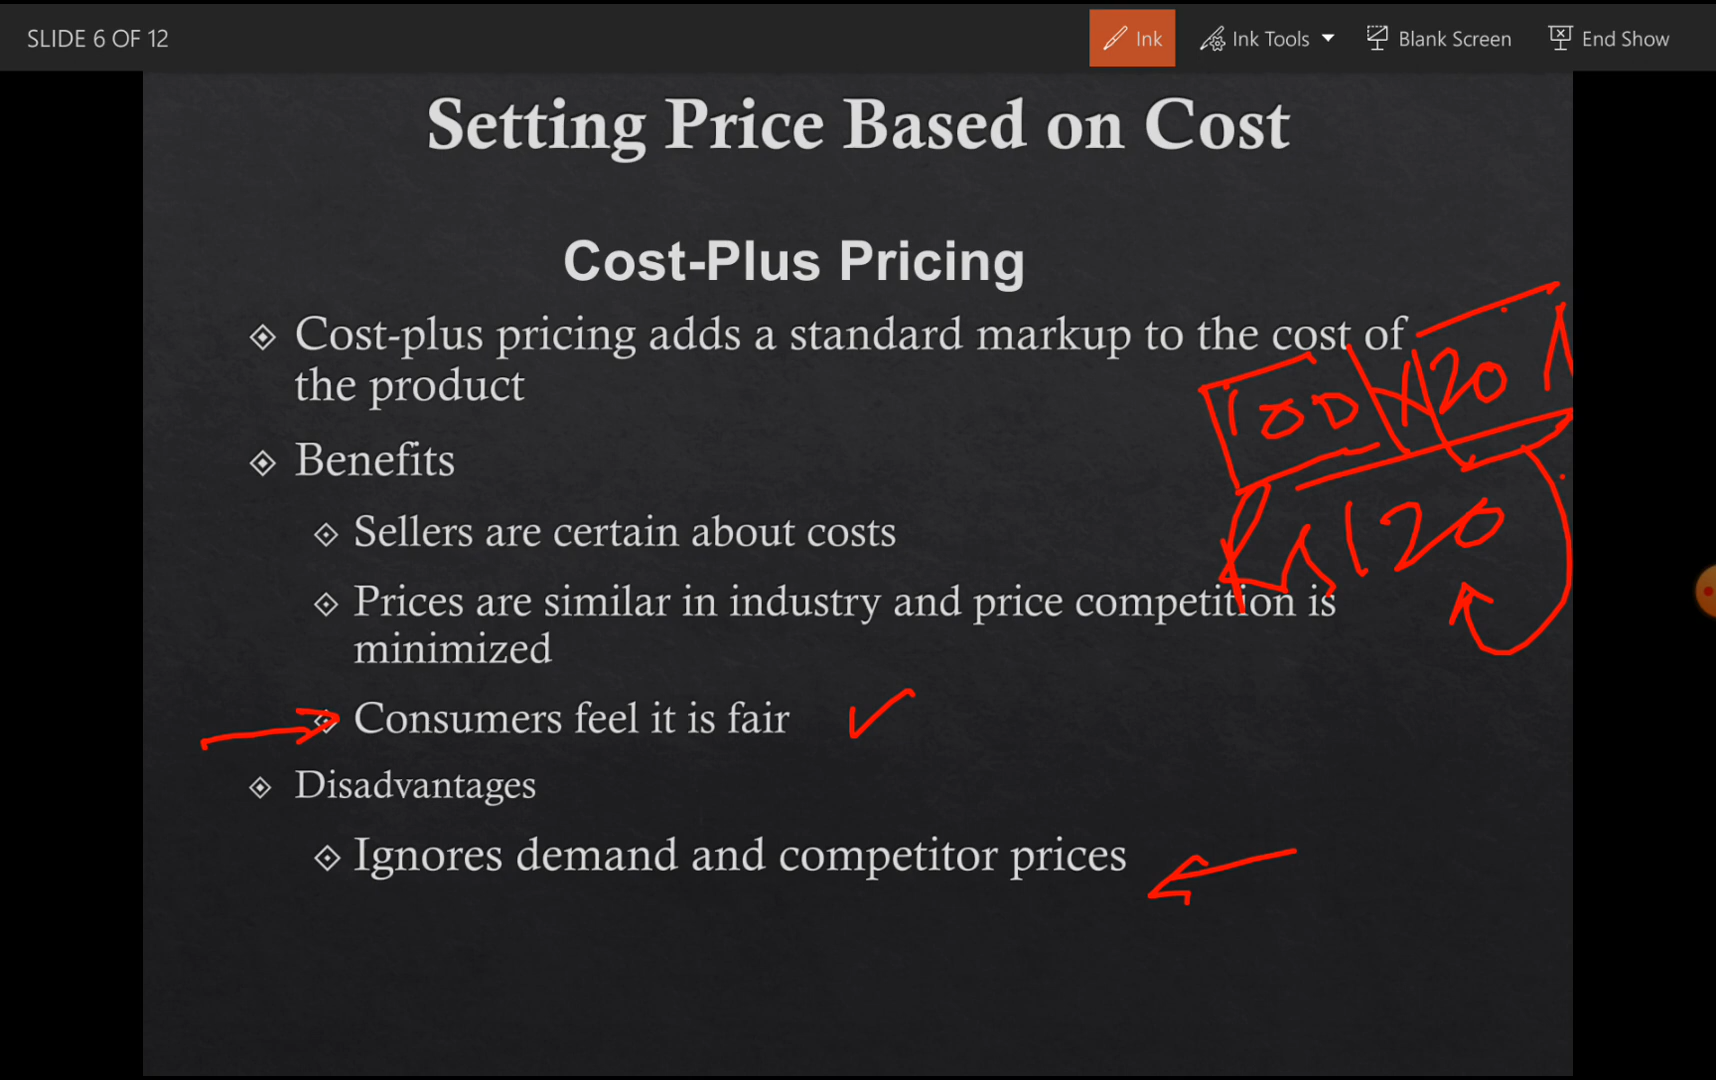 SLIDE 6 OF 12
Ink
Ink Tools
Blank Screen
End Show
Setting Price Based on Cost
Cost-Plus Pricing
Cost-plus pricing adds a standard markup to the cost of
the product
100 20
Benefits
Sellers are certain about costs
120
Prices are similar in industry and price competition is
minimized
Consumers feel it is fair
Disadvantages
Ignores demand and competitor prices